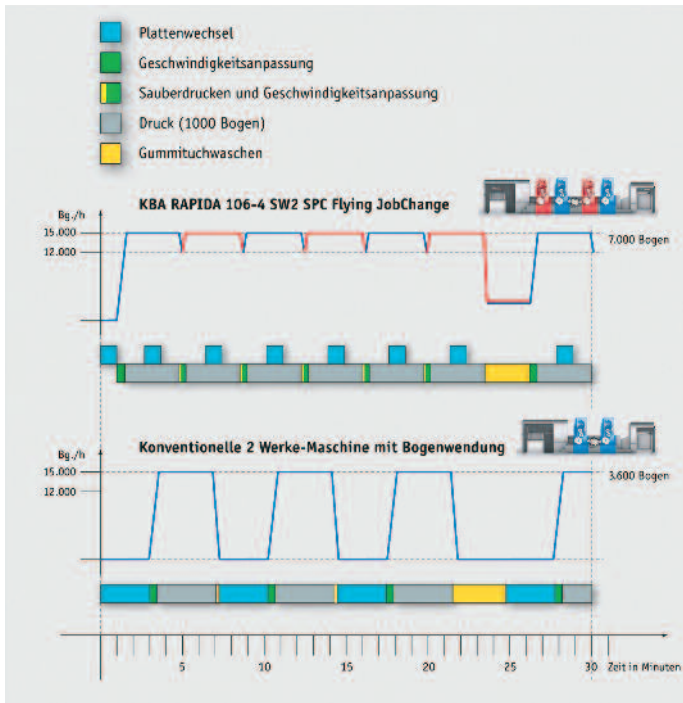 Plattenwechsel
Geschwindigkeitsanpassung
Sauberdrucken und Geschwindigkeitsanpassung
Druck (1000 Bogen)
Gummituchwaschen
KBA RAPIDA 106-4 SW2 SPC Flying JobChange
Bg./h
15.000
12.000
7.000 Bogen
Konventionelle 2 Werke-Maschine mit Bogenwendung
Bg./h
15.000
12.000
3.600 Bogen
5 10 15 20 25 30 Zeit in Minuten